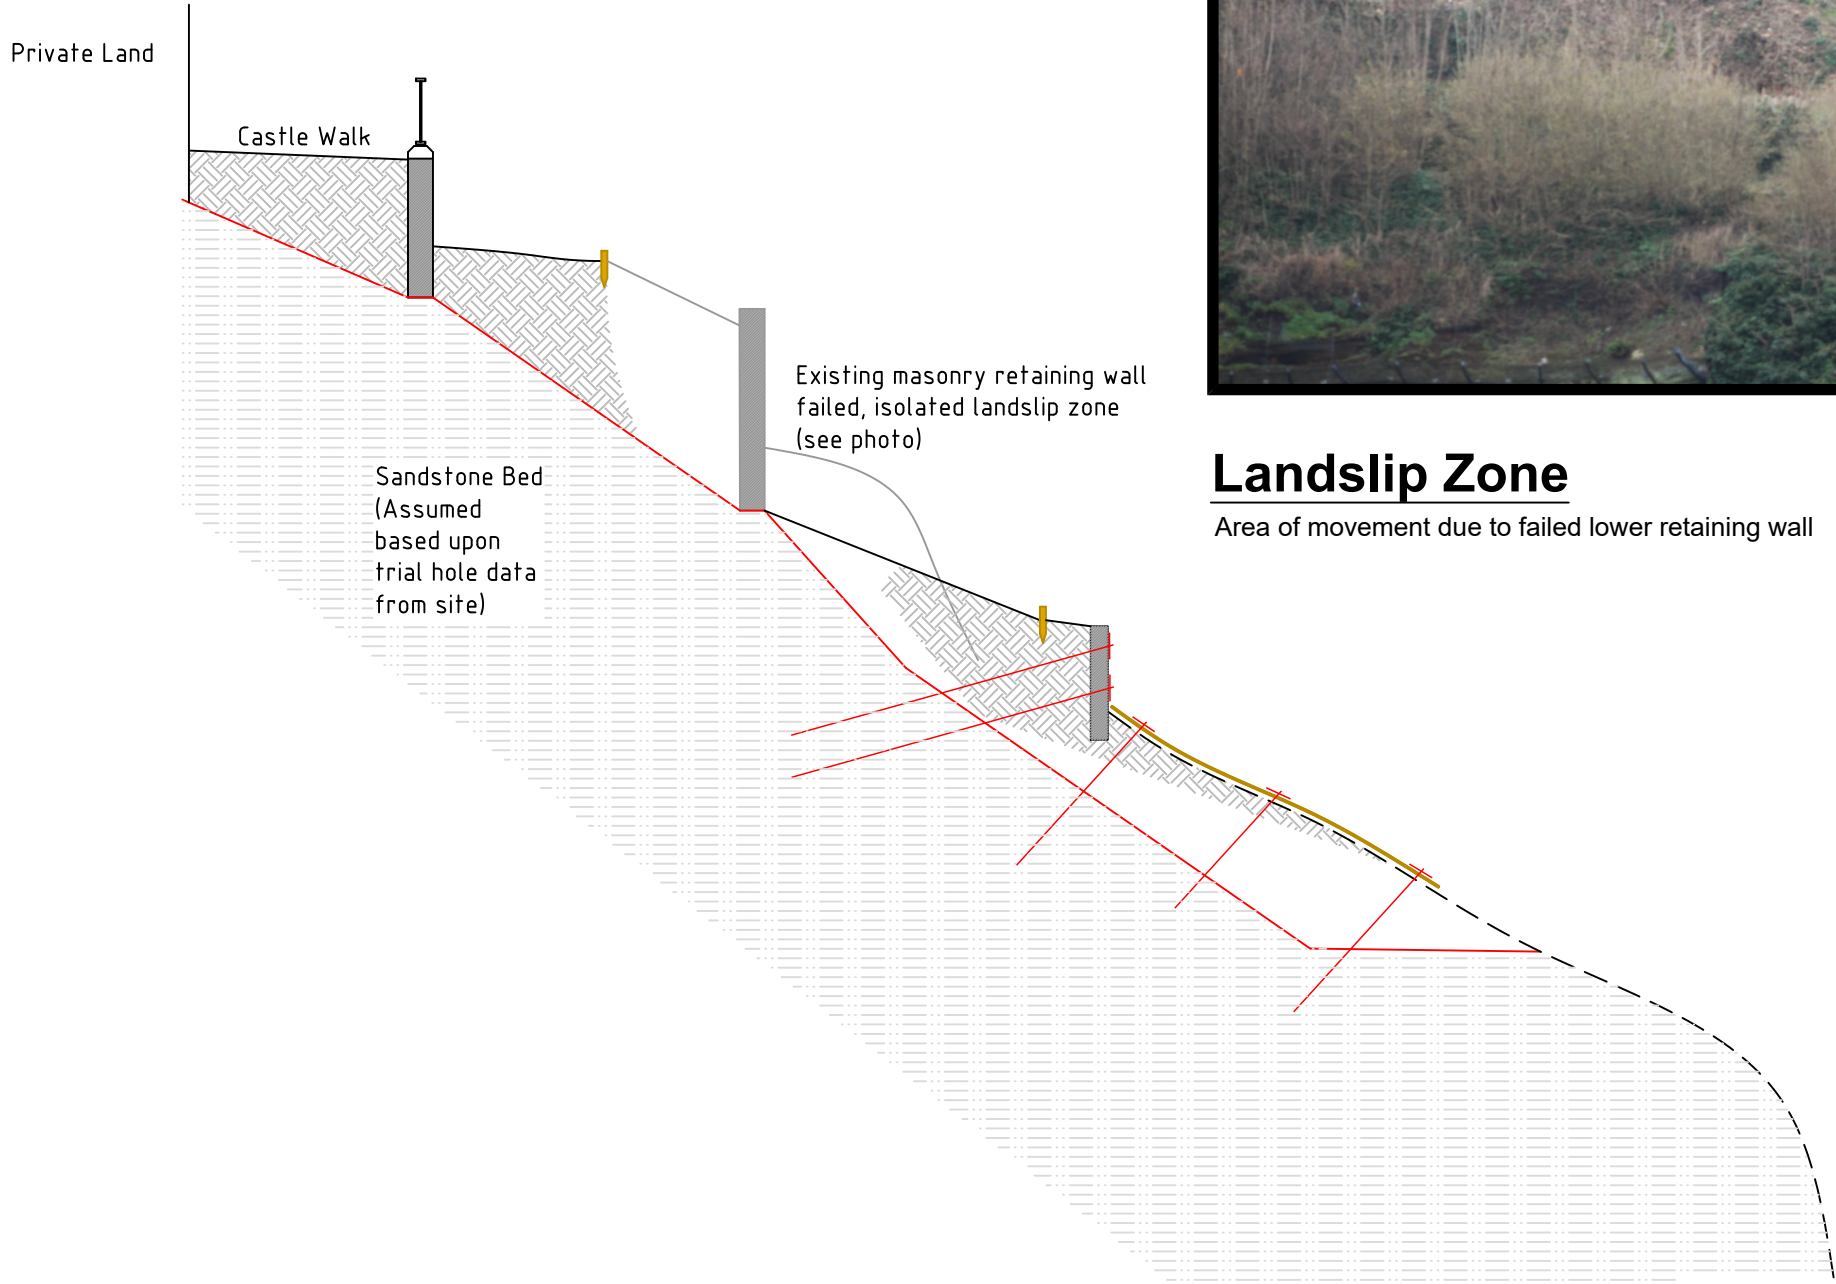 Private Land
Castle Walk
Existing masonry retaining wall
failed, isolated landslip zone
(see photo)
Sandstone Bed
(Assumed
based upon
trial hole data
from site)
Landslip Zone
Area of movement due to failed lower retaining wall